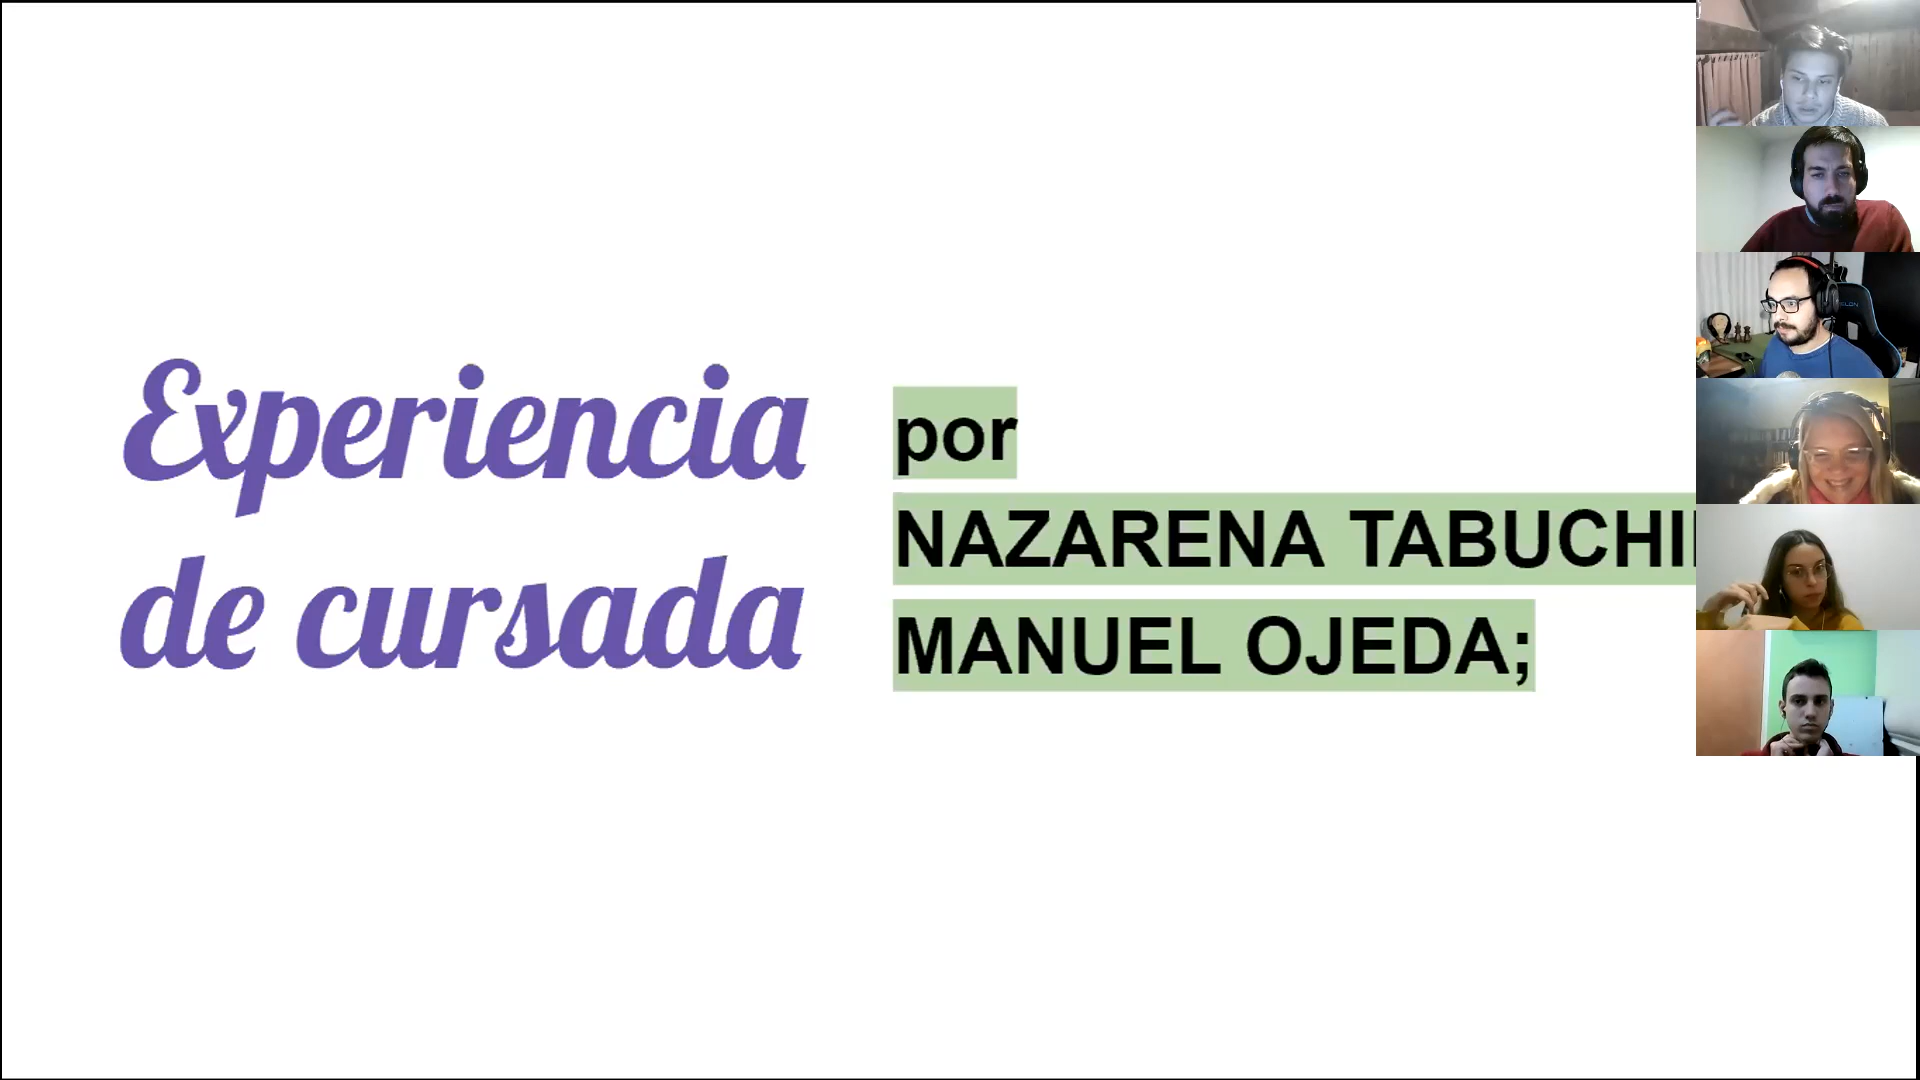 Experiencia
de cursada
por
NAZARENA TABUCHI
MANUEL OJEDA;